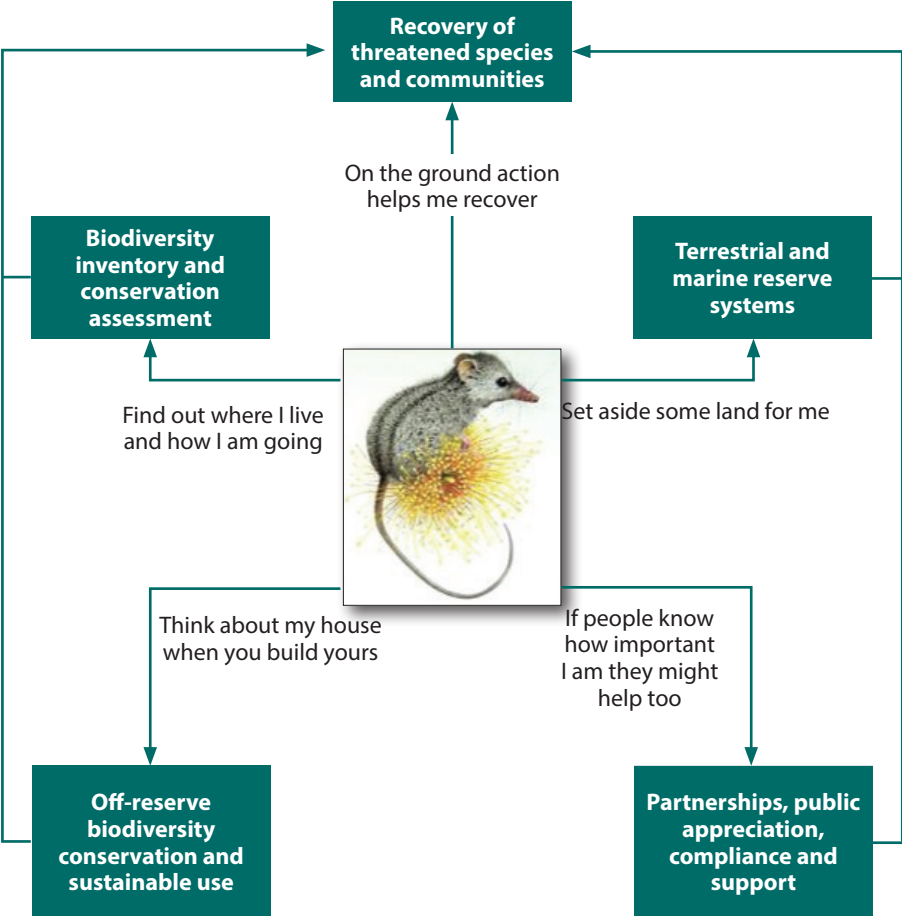 Recovery of
threatened species
and communities
On the ground action
helps me recover
Biodiversity
inventory and
conservation
assessment
Terrestrial and
marine reserve
systems
Find out where I live
and how I am going
Set aside some land for me
Think about my house
when you build yours
If people know
how important
I am they might
help too
Off-reserve
biodiversity
conservation and
sustainable use
Partnerships, public
appreciation,
compliance and
support